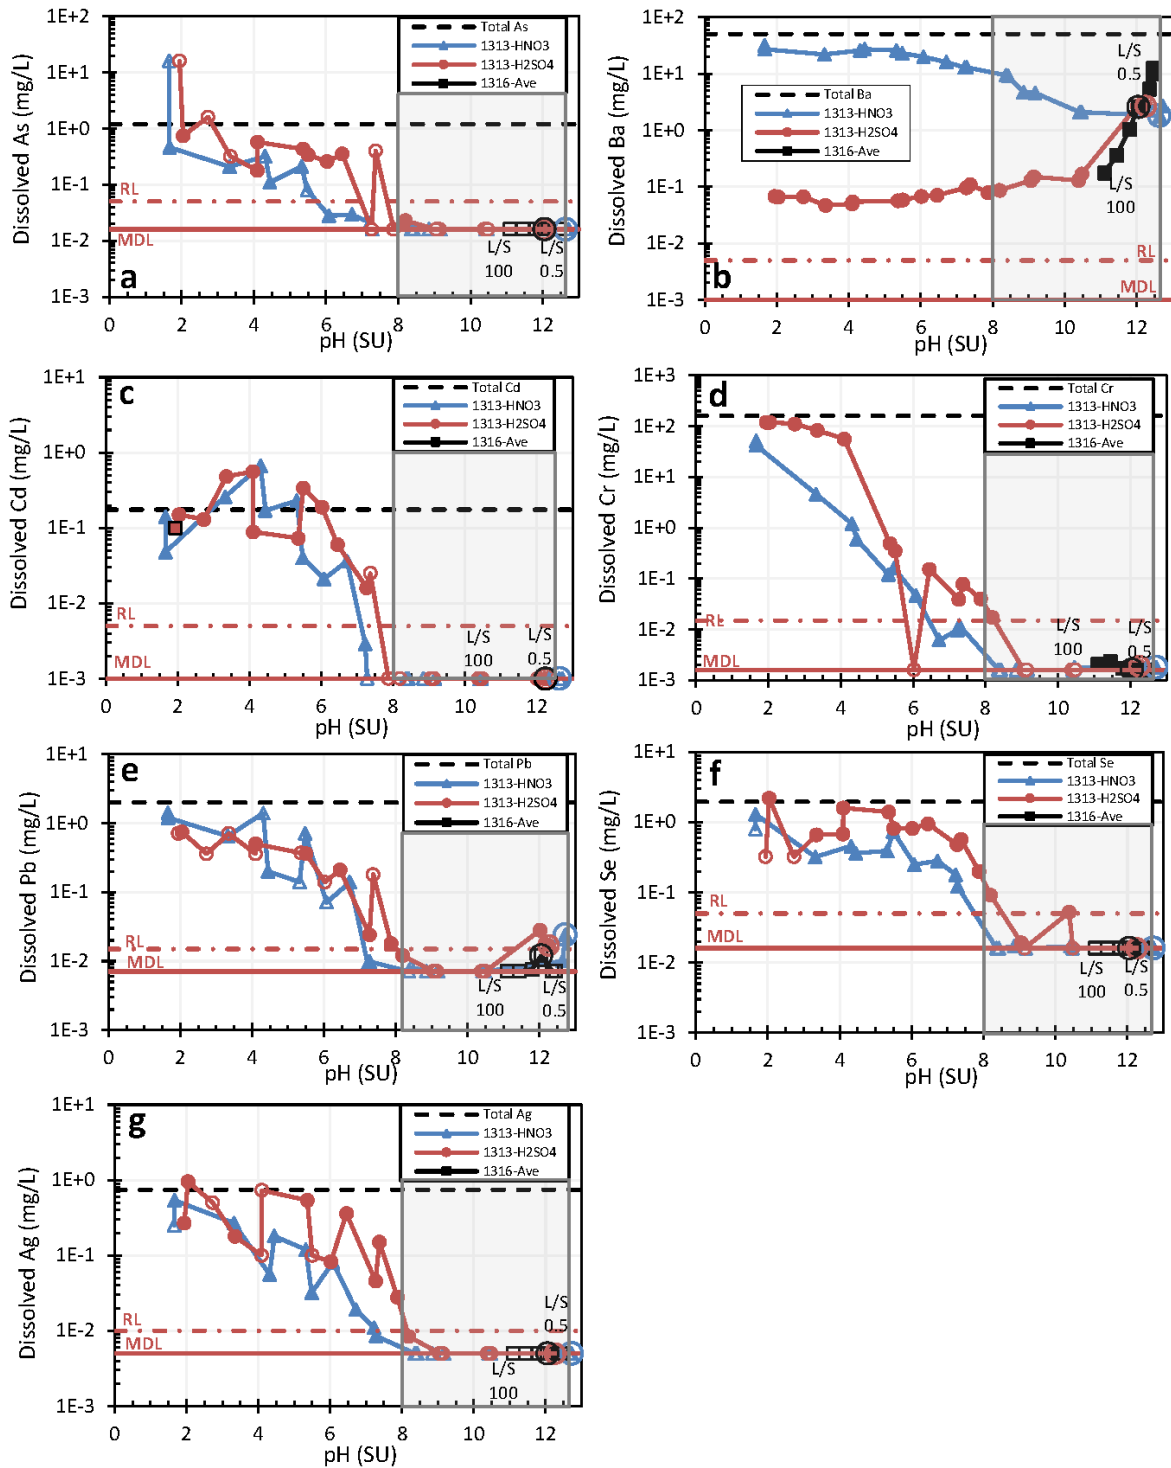 a
Dissolved As (mg/L)
1E+2
1E+1
1E+0
1E-1
1E-2
1E-3
Total As
1313-HNO3
1313-H2SO4
1316-Ave
RL
MDL
L/S L/S
100 0.5
0 2 4 6 8 10 12
pH (SU)
b
Dissolved Ba (mg/L)
1E+2
1E+1
1E+0
1E-1
1E-2
1E-3
Total Ba
1313-HNO3
1313-H2SO4
1316-Ave
L/S
0.5
L/S
100
RL
MDL
0 2 4 6 8 10 12
pH (SU)
c
Dissolved Cd (mg/L)
1E+1
1E+0
1E-1
1E-2
1E-3
Total Cd
1313-HNO3
1313-H2SO4
1316-Ave
RL
MDL
L/S L/S
100 0.5
0 2 4 6 8 10 12
pH (SU)
d
Dissolved Cr (mg/L)
1E+3
1E+2
1E+1
1E+0
1E-1
1E-2
1E-3
Total Cr
1313-HNO3
1313-H2SO4
1316-Ave
RL
MDL
L/S L/S
100 0.5
0 2 4 6 8 10 12
pH (SU)
e
Dissolved Pb (mg/L)
1E+1
1E+0
1E-1
1E-2
1E-3
Total Pb
1313-HNO3
1313-H2SO4
1316-Ave
RL
MDL
L/S L/S
100 0.5
0 2 4 6 8 10 12
pH (SU)
f
Dissolved Se (mg/L)
1E+1
1E+0
1E-1
1E-2
1E-3
Total Se
1313-HNO3
1313-H2SO4
1316-Ave
RL
MDL
L/S L/S
100 0.5
0 2 4 6 8 10 12
pH (SU)
g
Dissolved Ag (mg/L)
1E+1
1E+0
1E-1
1E-2
1E-3
Total Ag
1313-HNO3
1313-H2SO4
1316-Ave
L/S
0.5
RL
MDL
L/S
100
0 2 4 6 8 10 12
pH (SU)